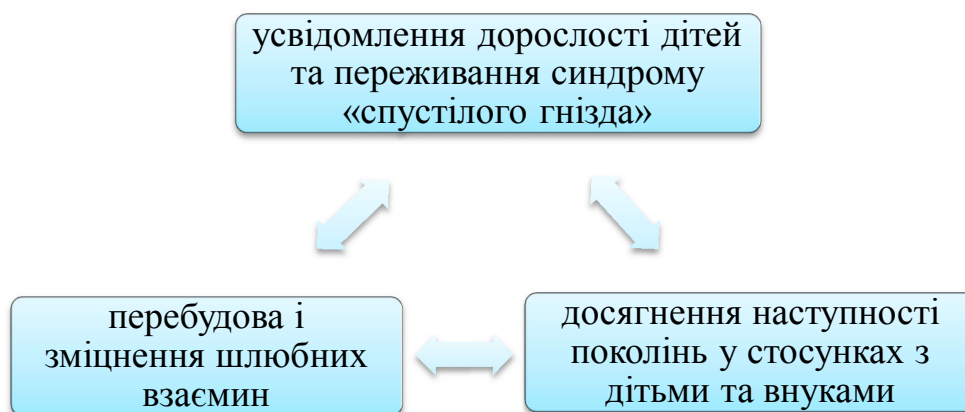 усвідомлення дорослості дітей
та переживання синдрому
«спустілого гнізда»
перебудова і
зміцнення шлюбних
взаємин
досягнення наступності
поколінь у стосунках з
дітьми та внуками